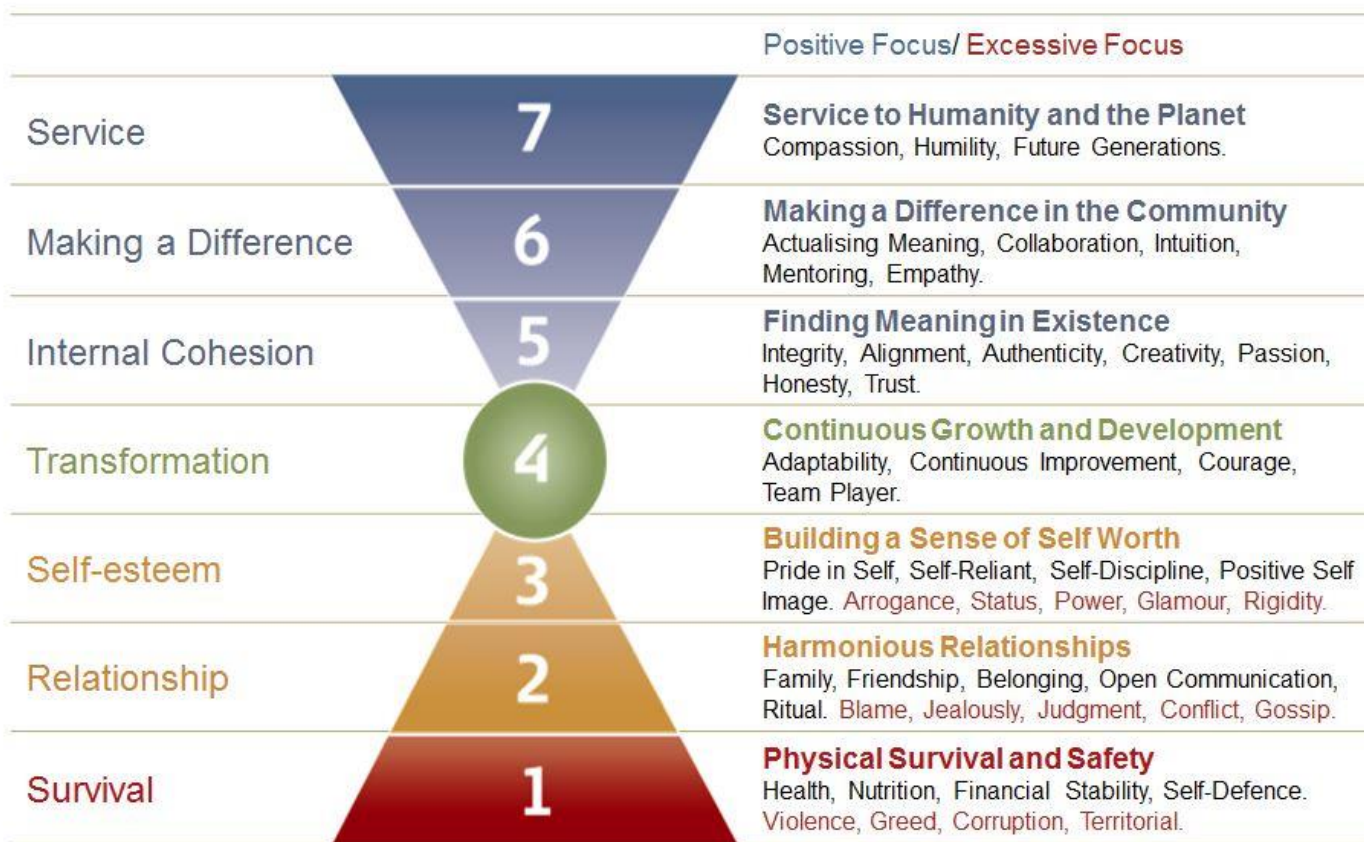 Positive Focus/ Excessive Focus
Service
7
Service to Humanity and the Planet
Compassion, Humility, Future Generations.
Making a Difference
6
Making a Difference in the Community
Actualising Meaning, Collaboration, Intuition,
Mentoring, Empathy.
Internal Cohesion
5
Finding Meaning in Existence
Integrity, Alignment, Authenticity, Creativity, Passion,
Honesty, Trust.
Transformation
4
Continuous Growth and Development
Adaptability, Continuous Improvement, Courage,
Team Player.
Self-esteem
3
Building a Sense of Self Worth
Pride in Self, Self-Reliant, Self-Discipline, Positive Self
Image. Arrogance, Status, Power, Glamour, Rigidity.
Relationship
2
Harmonious Relationships
Family, Friendship, Belonging, Open Communication,
Ritual. Blame, Jealously, Judgment, Conflict, Gossip.
Survival
1
Physical Survival and Safety
Health, Nutrition, Financial Stability, Self-Defence.
Violence, Greed, Corruption, Territorial.